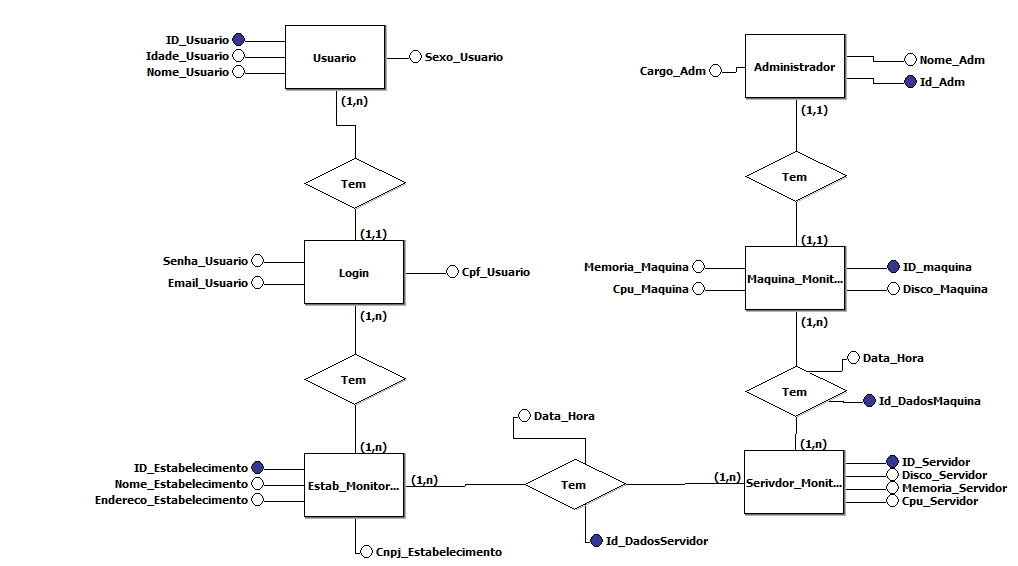 ID_Usuario
Idade_Usuario
Nome_Usuario
Usuario
Sexo_Usuario
(1,n)
Tem
(1,1)
Senha_Usuario
Email_Usuario
Login
Cpf_Usuario
(1,n)
Tem
(1,n)
ID_Estabelecimento
Nome_Estabelecimento
Endereco_Estabelecimento
Estab_Monitor...
(1,n)
Cnpj_Estabelecimento
Data_Hora
Tem
Id_DadosServidor
Cargo_Adm
Administrador
Nome_Adm
Id_Adm
(1,1)
Tem
(1,1)
Memoria_Maquina
Cpu_Maquina
Maquina_Monit...
ID_maquina
Disco_Maquina
(1,n)
Data_Hora
Tem
Id_DadosMaquina
(1,n)
(1,n)
Serivdor_Monit...
ID_Servidor
Disco_Servidor
Memoria_Servidor
Cpu_Servidor